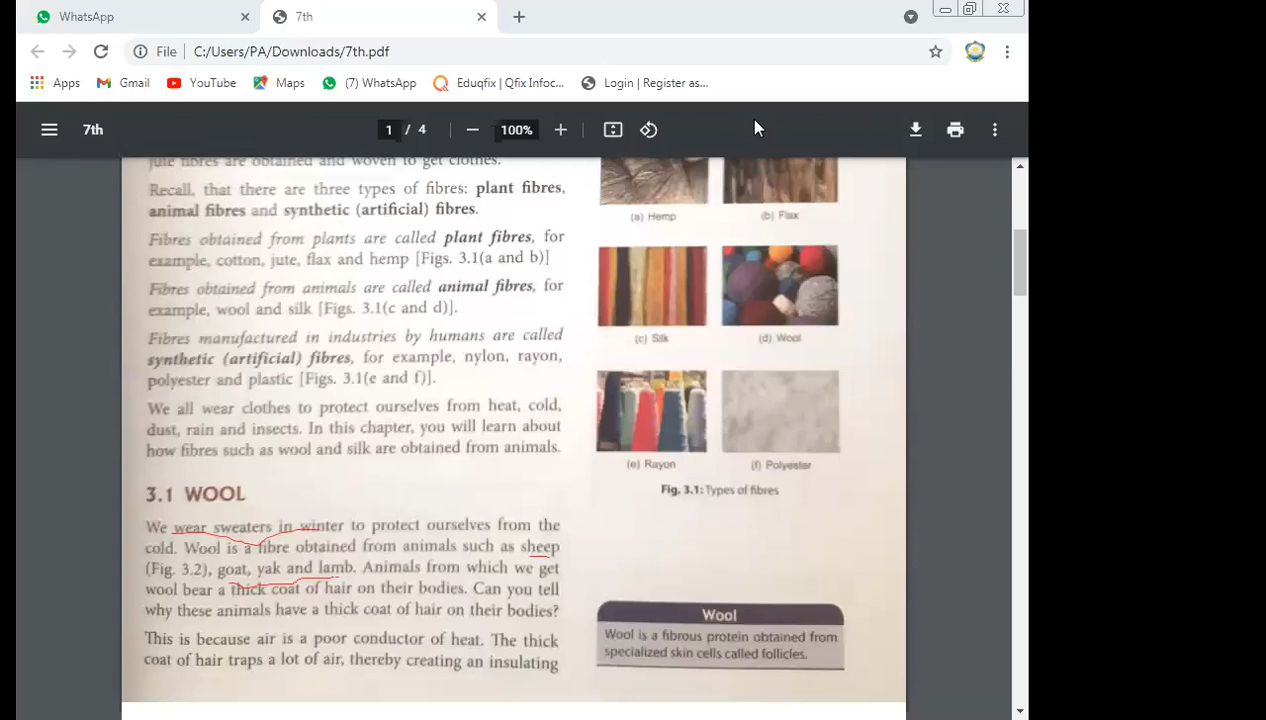 WhatsApp
7th
File
C:/Users/PA/Downloads/7th.pdf
Apps
Gmail
YouTube
Maps
(7) WhatsApp
Eduqfix | Qfix Infoc...
Login | Register as...
7th
1 / 4
100%
jute fibres are obtained and woven to get clothes.
Recall, that there are three types of fibres: plant fibres,
animal fibres and synthetic (artificial) fibres.
Fibres obtained from plants are called plant fibres, for
example, cotton, jute, flax and hemp [Figs. 3.1(a and b)]
Fibres obtained from animals are called animal fibres, for
example, wool and silk [Figs. 3.1(c and d)].
Fibres manufactured in industries by humans are called
synthetic (artificial) fibres, for example, nylon, rayon,
polyester and plastic [Figs. 3.1(e and f)].
We all wear clothes to protect ourselves from heat, cold,
dust, rain and insects. In this chapter, you will learn about
how fibres such as wool and silk are obtained from animals.
3.1 WOOL
We wear sweaters in winter to protect ourselves from the
cold. Wool is a fibre obtained from animals such as sheep
(Fig. 3.2), goat, yak and lamb. Animals from which we get
wool bear a thick coat of hair on their bodies. Can you tell
why these animals have a thick coat of hair on their bodies?
This is because air is a poor conductor of heat. The thick
coat of hair traps a lot of air, thereby creating an insulating
(a) Hemp
(b) Flax
(c) Silk
(d) Wool
(e) Rayon
(f) Polyester
Fig. 3.1: Types of fibres
Wool
Wool is a fibrous protein obtained from
specialized skin cells called follicles.